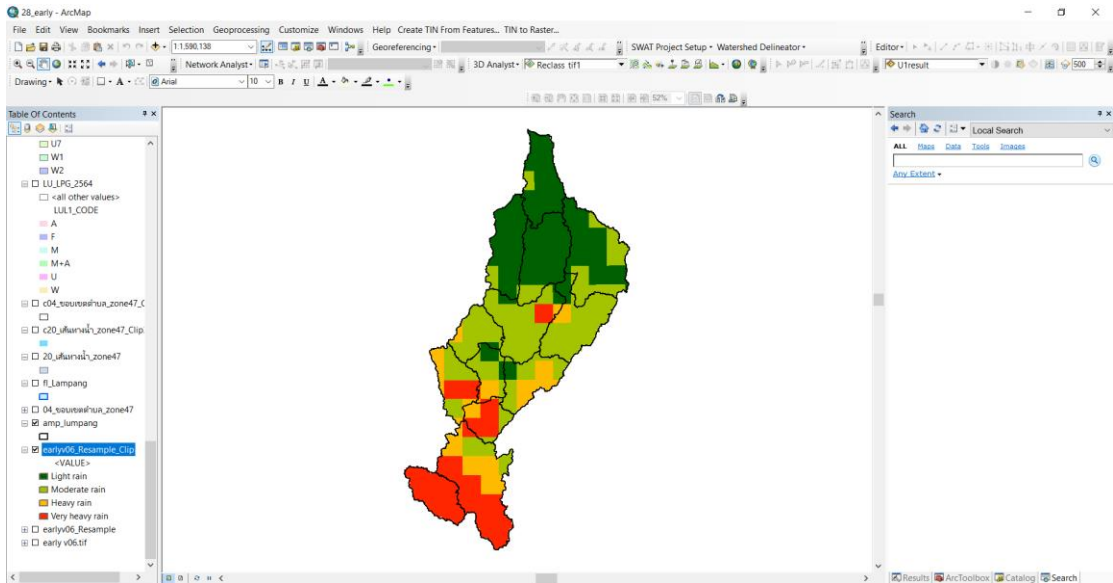 28_early - ArcMap
File Edit View Bookmarks Insert Selection Geoprocessing Customize Windows Help Create TIN From Features... TIN to Raster...
1:1,590,138
Georeferencing
SWAT Project Setup
Watershed Delineator
Editor
Network Analyst
3D Analyst
Reclass tif1
U1result
500
Drawing
A
Arial
10
B I U A
52%
Table Of Contents
U7
W1
W2
LU_LPG_2564
<all other values>
LUL1_CODE
A
F
M
M+A
U
W
c04_ขอบเขตตำบล_zone47_C
c20_เส้นทางน้ำ_zone47_Clip
20_เส้นทางน้ำ_zone47
fl_Lampang
04_ขอบเขตตำบล_zone47
amp_lumpang
earlyv06_Resample_Clip
<VALUE>
Light rain
Moderate rain
Heavy rain
Very heavy rain
earlyv06_Resample
early v06.tif
Search
Local Search
ALL Maps Data Tools Images
Any Extent
Results ArcToolbox Catalog Search